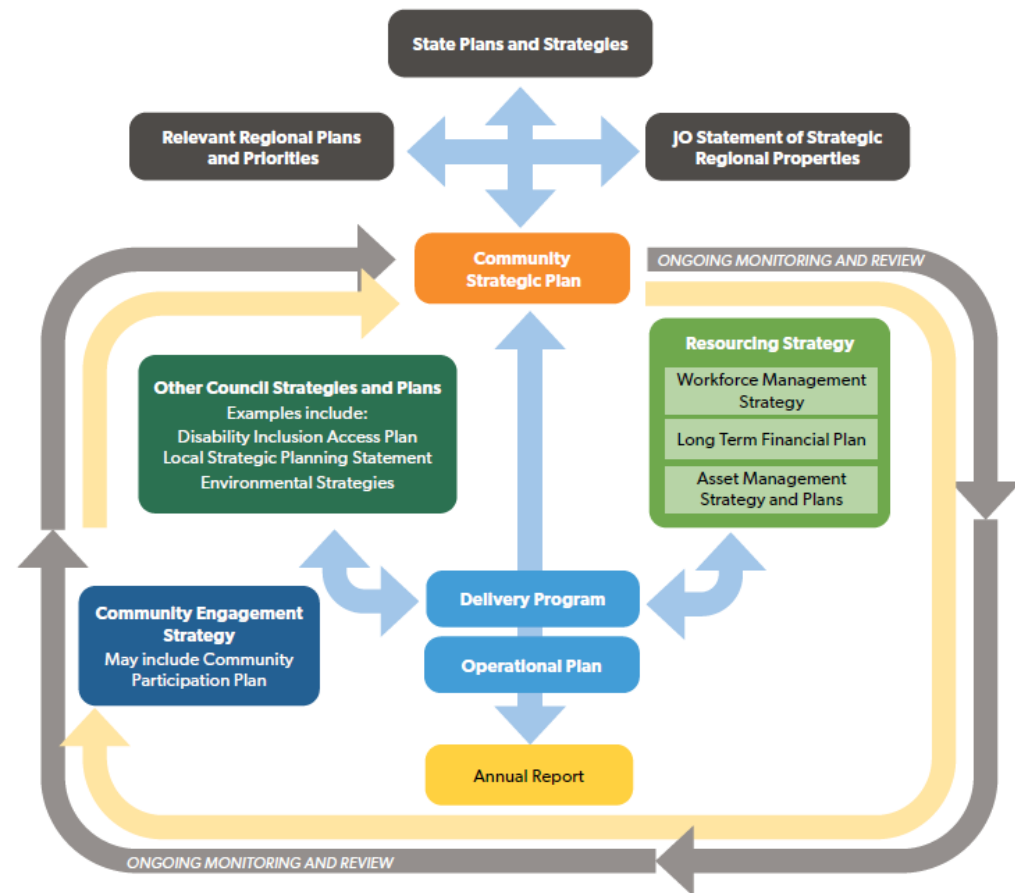 State Plans and Strategies
Relevant Regional Plans
and Priorities
JO Statement of Strategic
Regional Properties
Community
Strategic Plan
ONGOING MONITORING AND REVIEW
Resourcing Strategy
Workforce Management
Strategy
Long Term Financial Plan
Asset Management
Strategy and Plans
Other Council Strategies and Plans
Examples include:
Disability Inclusion Access Plan
Local Strategic Planning Statement
Environmental Strategies
Community Engagement
Strategy
May include Community
Participation Plan
Delivery Program
Operational Plan
Annual Report
ONGOING MONITORING AND REVIEW